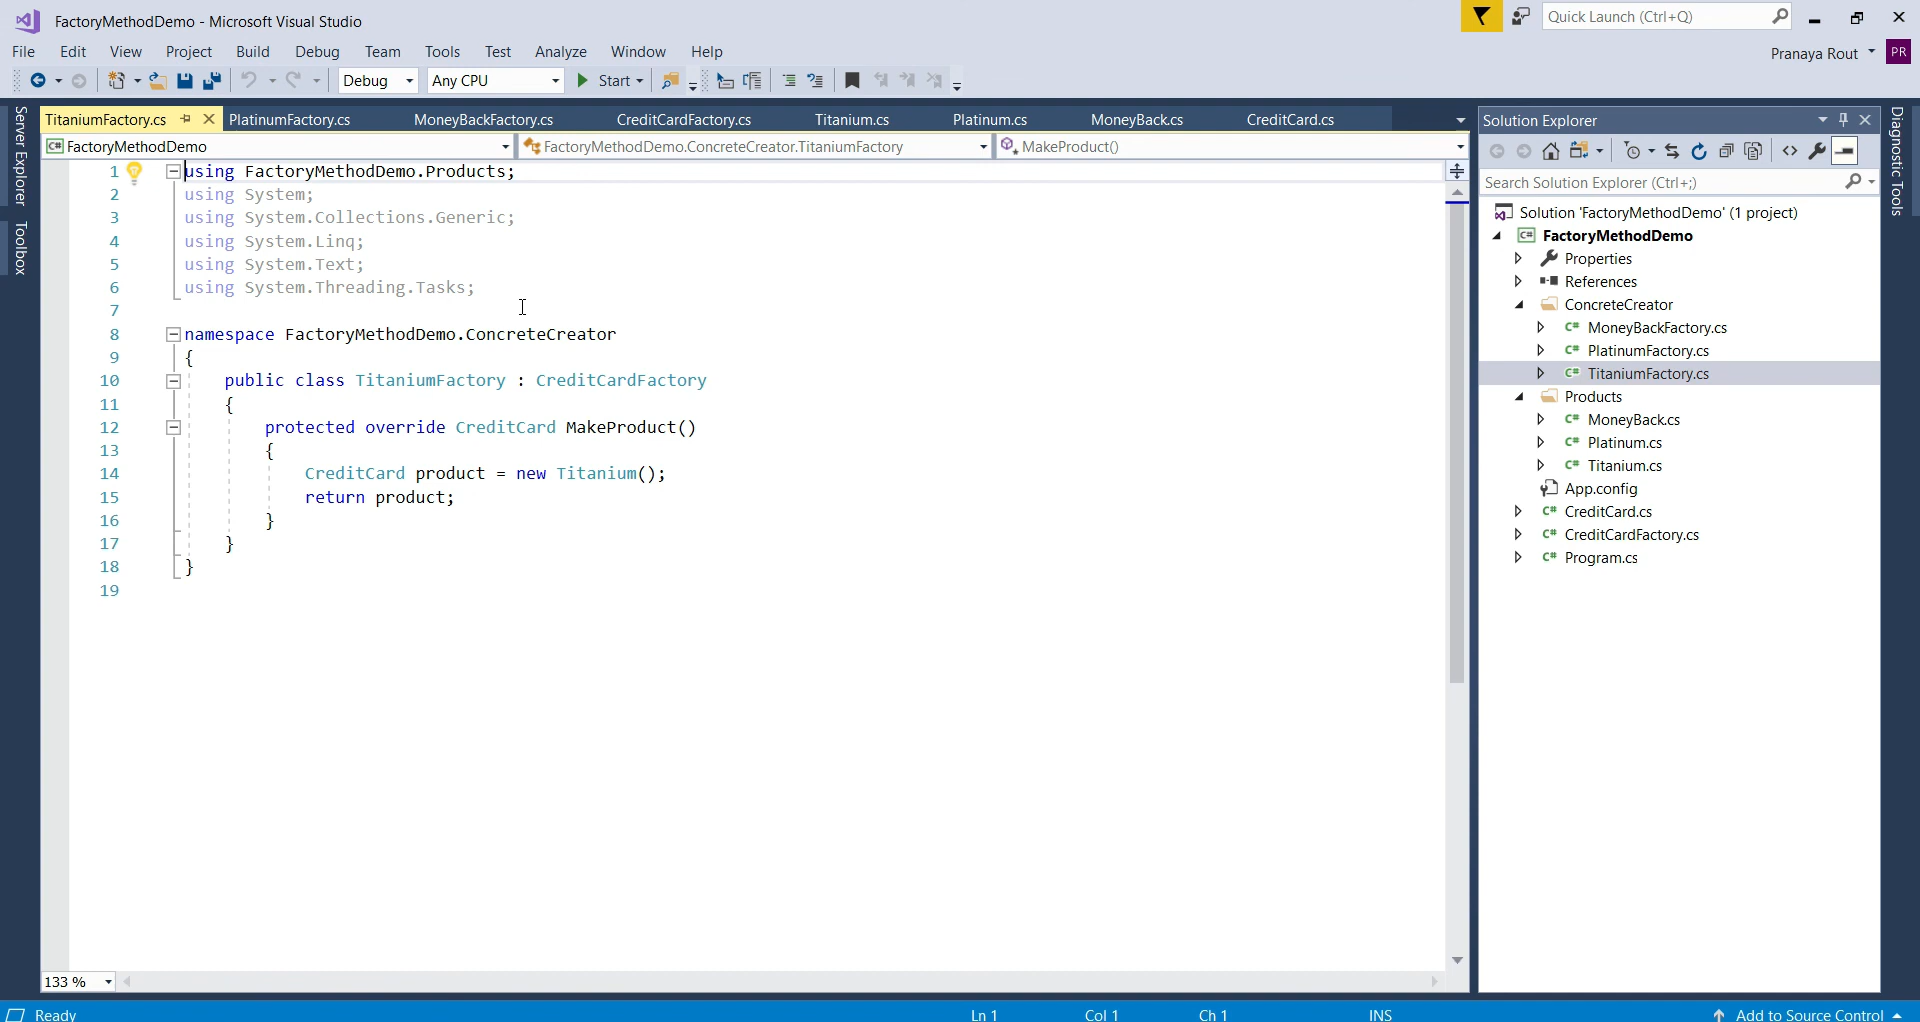 FactoryMethodDemo - Microsoft Visual Studio
Quick Launch (Ctrl+Q)
File Edit View Project Build Debug Team Tools Test Analyze Window Help
Pranaya Rout PR
Debug Any CPU Start
Server Explorer
Toolbox
TitaniumFactory.cs PlatinumFactory.cs MoneyBackFactory.cs CreditCardFactory.cs Titanium.cs Platinum.cs MoneyBack.cs CreditCard.cs
C# FactoryMethodDemo FactoryMethodDemo.ConcreteCreator.TitaniumFactory MakeProduct()
1 using FactoryMethodDemo.Products;
2 using System;
3 using System.Collections.Generic;
4 using System.Linq;
5 using System.Text;
6 using System.Threading.Tasks;
7
8 namespace FactoryMethodDemo.ConcreteCreator
9 {
10 public class TitaniumFactory : CreditCardFactory
11 {
12 protected override CreditCard MakeProduct()
13 {
14 CreditCard product = new Titanium();
15 return product;
16 }
17 }
18 }
19
133 %
Solution Explorer
Search Solution Explorer (Ctrl+;)
Solution 'FactoryMethodDemo' (1 project)
C# FactoryMethodDemo
Properties
References
ConcreteCreator
C# MoneyBackFactory.cs
C# PlatinumFactory.cs
C# TitaniumFactory.cs
Products
C# MoneyBack.cs
C# Platinum.cs
C# Titanium.cs
App.config
C# CreditCard.cs
C# CreditCardFactory.cs
C# Program.cs
Diagnostic Tools
Ready Ln 1 Col 1 Ch 1 INS Add to Source Control